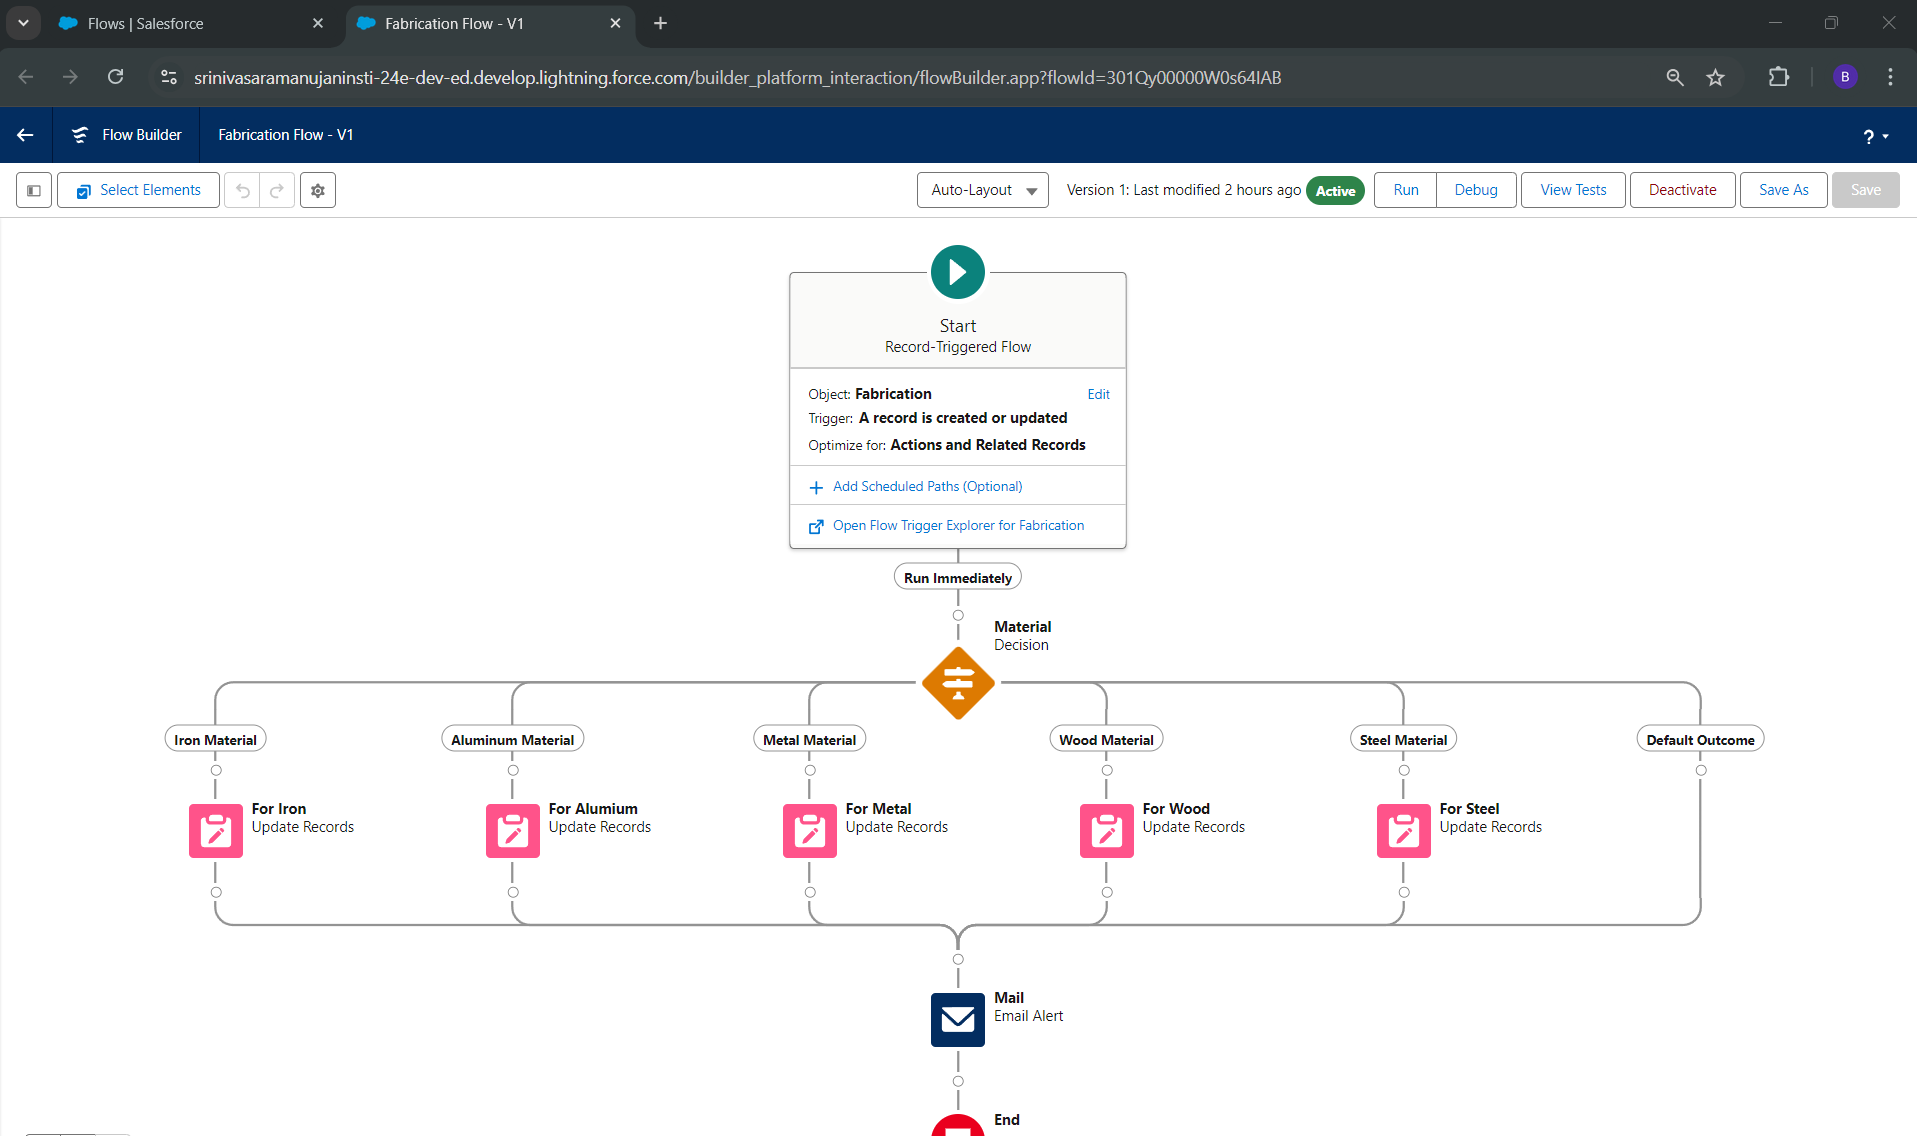 Flows | Salesforce
Fabrication Flow - V1
srinivasaramanujaninsti-24e-dev-ed.develop.lightning.force.com/builder_platform_interaction/flowBuilder.app?flowId=301Qy00000W0s64IAB
B
Flow Builder
Fabrication Flow - V1
?
Select Elements
Auto-Layout
Version 1: Last modified 2 hours ago
Active
Run
Debug
View Tests
Deactivate
Save As
Save
Start
Record-Triggered Flow
Object: Fabrication
Edit
Trigger: A record is created or updated
Optimize for: Actions and Related Records
Add Scheduled Paths (Optional)
Open Flow Trigger Explorer for Fabrication
Run Immediately
Material
Decision
Iron Material
Aluminum Material
Metal Material
Wood Material
Steel Material
Default Outcome
For Iron
Update Records
For Alumium
Update Records
For Metal
Update Records
For Wood
Update Records
For Steel
Update Records
Mail
Email Alert
End